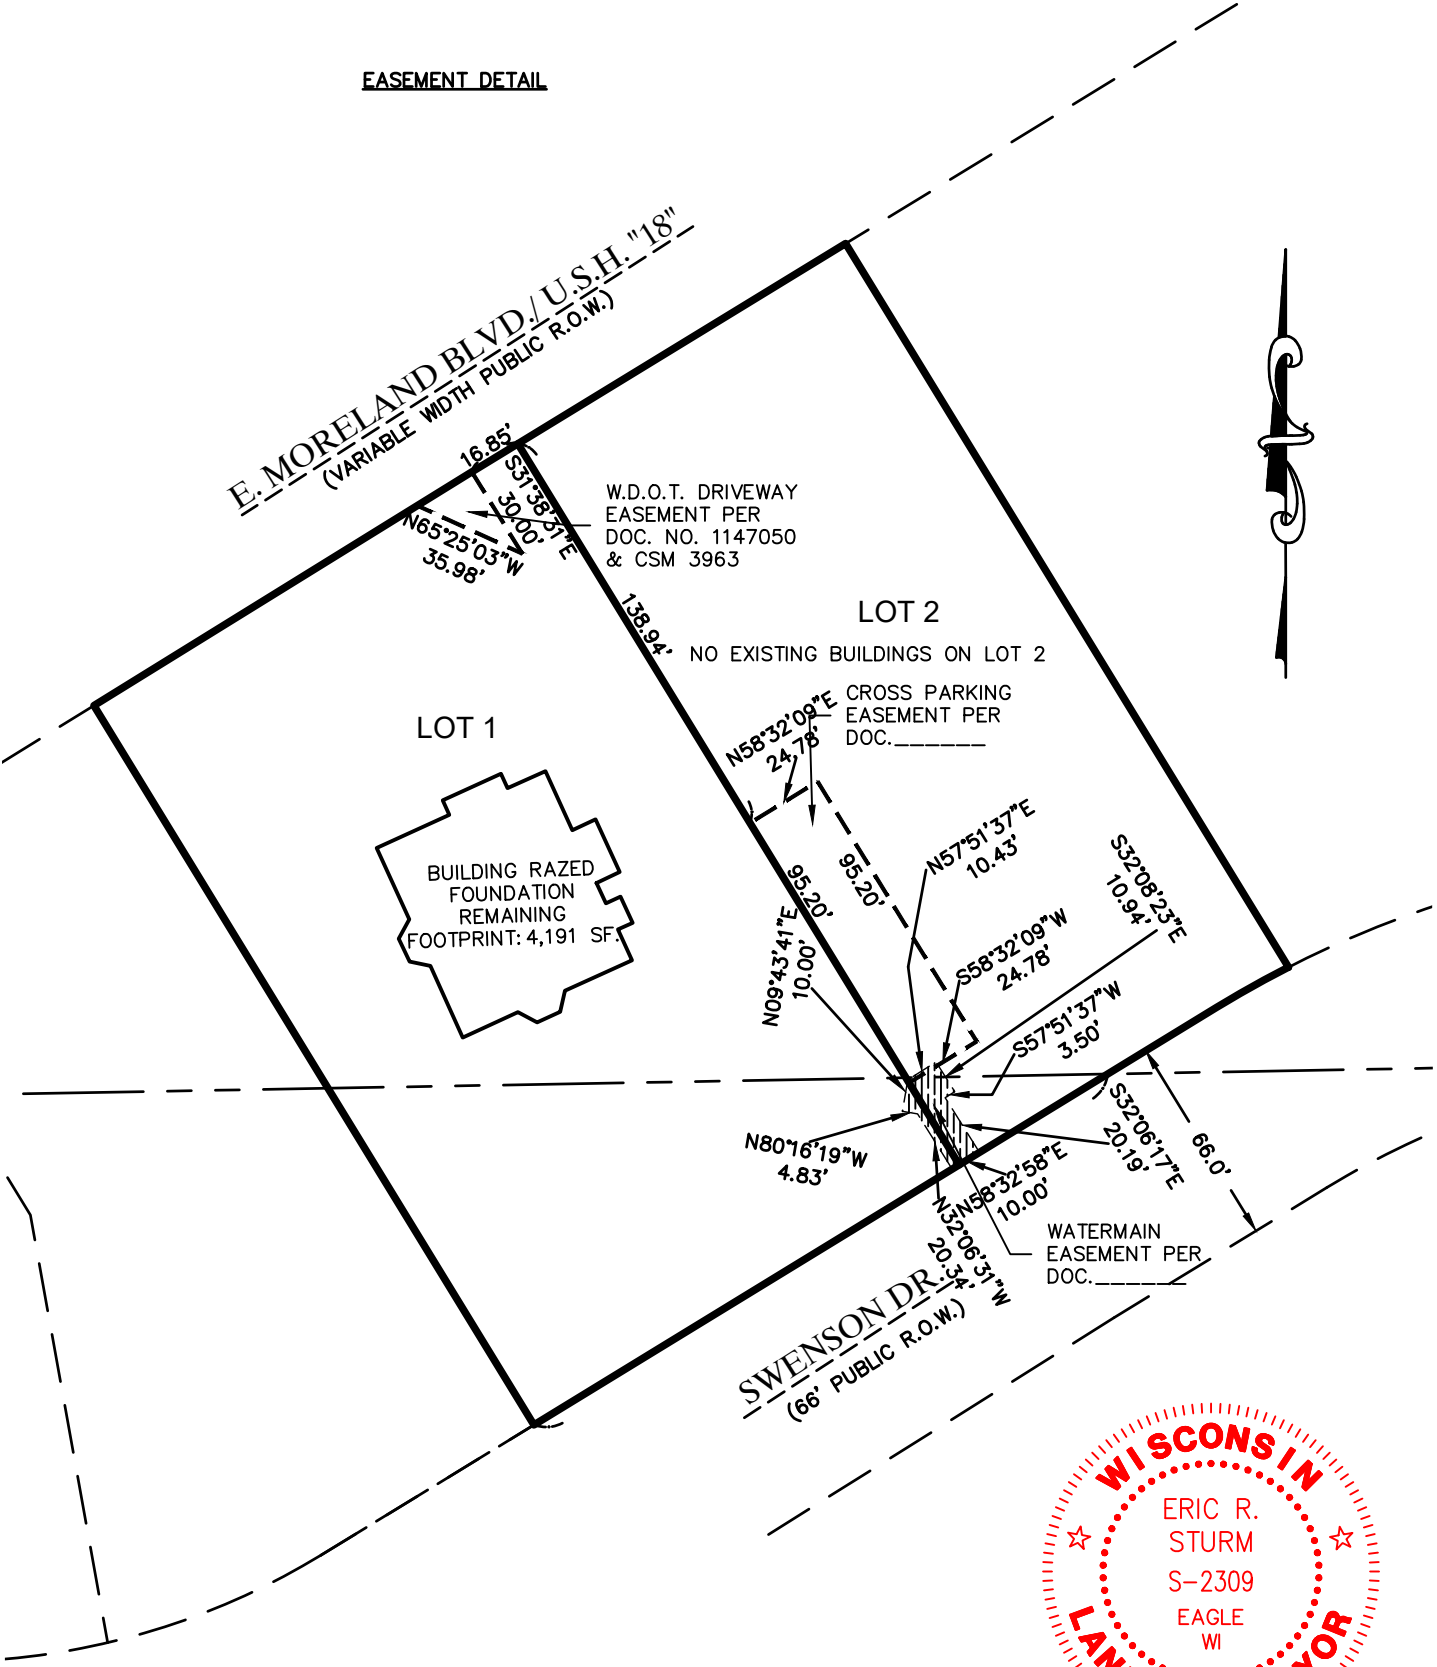 EASEMENT DETAIL
E. MORELAND BLVD./ U.S.H. "18"
(VARIABLE WIDTH PUBLIC R.O.W.)
16.85'
S31°38'31"E
30.00'
N65°25'03"W
35.98'
W.D.O.T. DRIVEWAY
EASEMENT PER
DOC. NO. 1147050
& CSM 3963
138.94'
LOT 2
NO EXISTING BUILDINGS ON LOT 2
CROSS PARKING
EASEMENT PER
DOC.______
N58°32'09"E
24.78'
LOT 1
BUILDING RAZED
FOUNDATION
REMAINING
FOOTPRINT: 4,191 SF.
95.20'
95.20'
N57°51'37"E
10.43'
S32°08'23"E
10.94'
N09°43'41"E
10.00'
S58°32'09"W
24.78'
S57°51'37"W
3.50'
N80°16'19"W
4.83'
N58°32'58"E
10.00'
S32°06'17"E
20.19'
66.0'
N32°06'31"W
20.34'
WATERMAIN
EASEMENT PER
DOC.______
SWENSON DR.
(66' PUBLIC R.O.W.)
WISCONSIN
ERIC R.
STURM
S-2309
EAGLE
WI